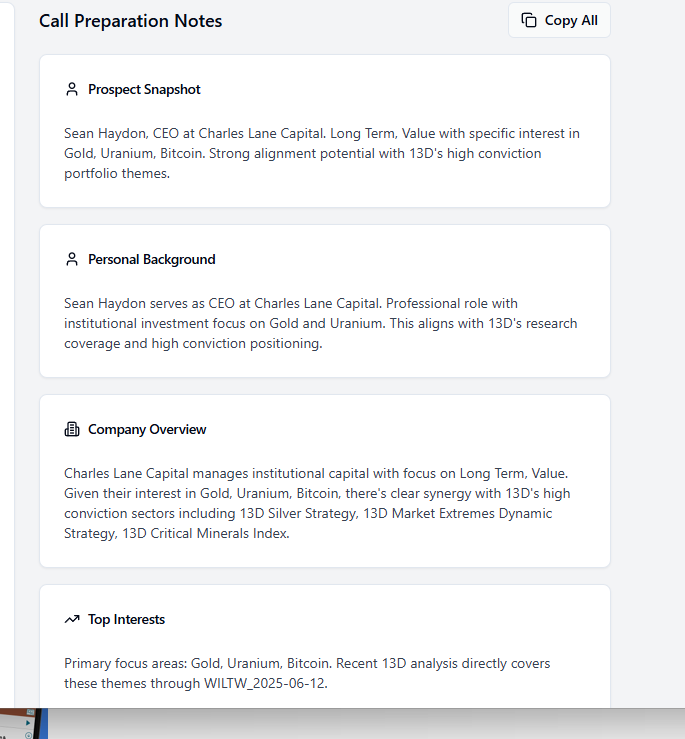 Call Preparation Notes
Copy All
Prospect Snapshot
Sean Haydon, CEO at Charles Lane Capital. Long Term, Value with specific interest in
Gold, Uranium, Bitcoin. Strong alignment potential with 13D's high conviction
portfolio themes.
Personal Background
Sean Haydon serves as CEO at Charles Lane Capital. Professional role with
institutional investment focus on Gold and Uranium. This aligns with 13D's research
coverage and high conviction positioning.
Company Overview
Charles Lane Capital manages institutional capital with focus on Long Term, Value.
Given their interest in Gold, Uranium, Bitcoin, there's clear synergy with 13D's high
conviction sectors including 13D Silver Strategy, 13D Market Extremes Dynamic
Strategy, 13D Critical Minerals Index.
Top Interests
Primary focus areas: Gold, Uranium, Bitcoin. Recent 13D analysis directly covers
these themes through WILTW_2025-06-12.